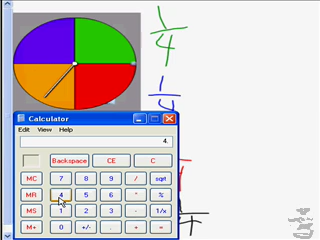 1
4
1
4
Calculator
Edit View Help
4.
Backspace CE C
MC 7 8 9 / sqrt
MR 4 5 6 * %
MS 1 2 3 - 1/x
M+ 0 +/- . + =
4